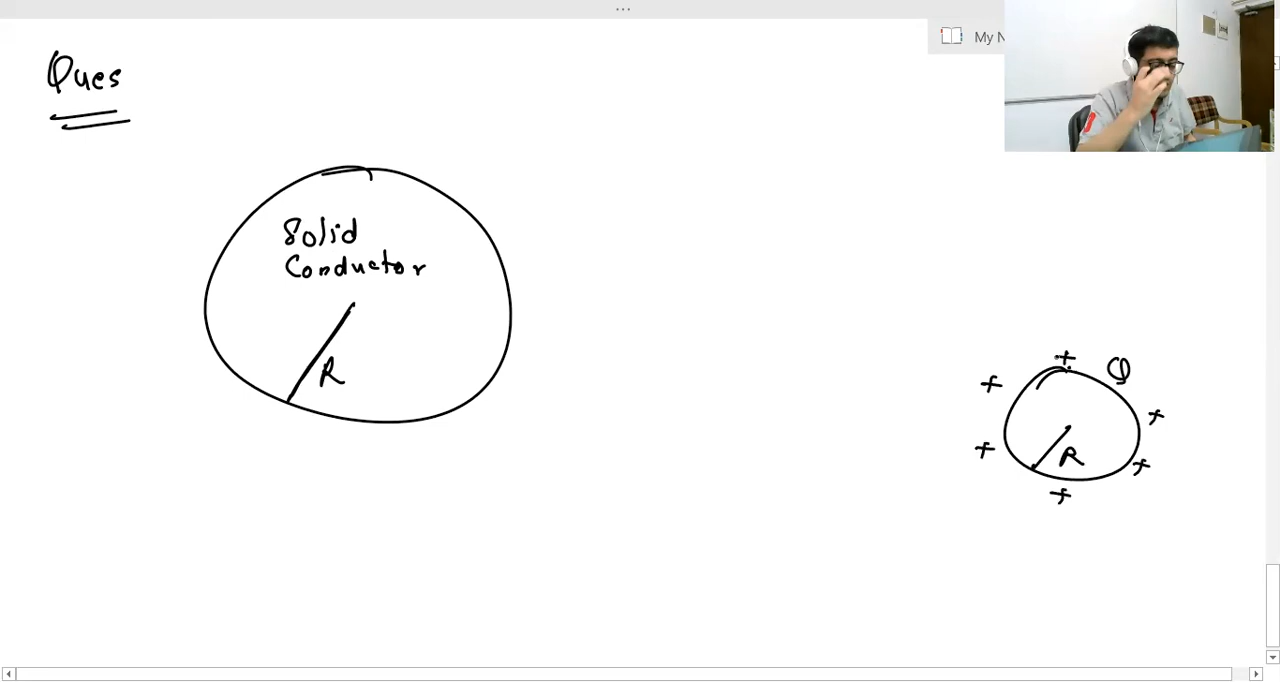 Ques
My N
Solid
Conductor
R
+ Q
+
+
+
R
+
+